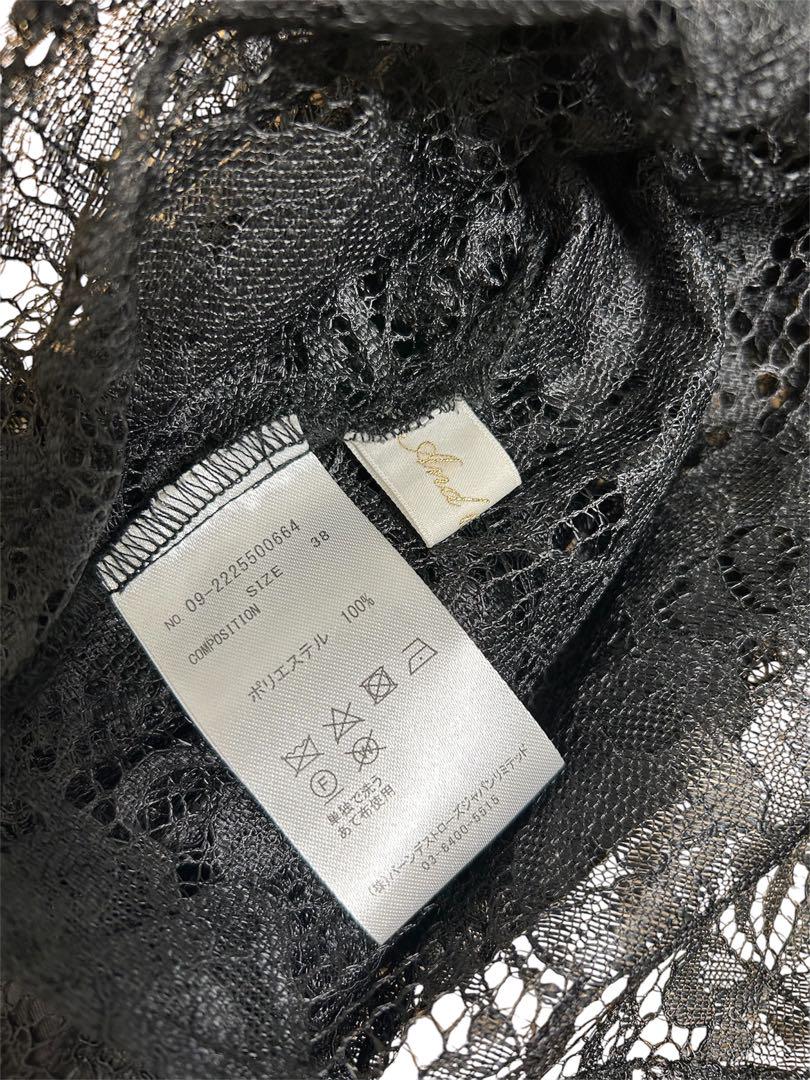 And
NO. 09-2225500664
SIZE 38
COMPOSITION
ポリエステル 100%
単独で洗う
あて布使用
(株)バーンデストローズジャパンリミテッド
03-6400-5515